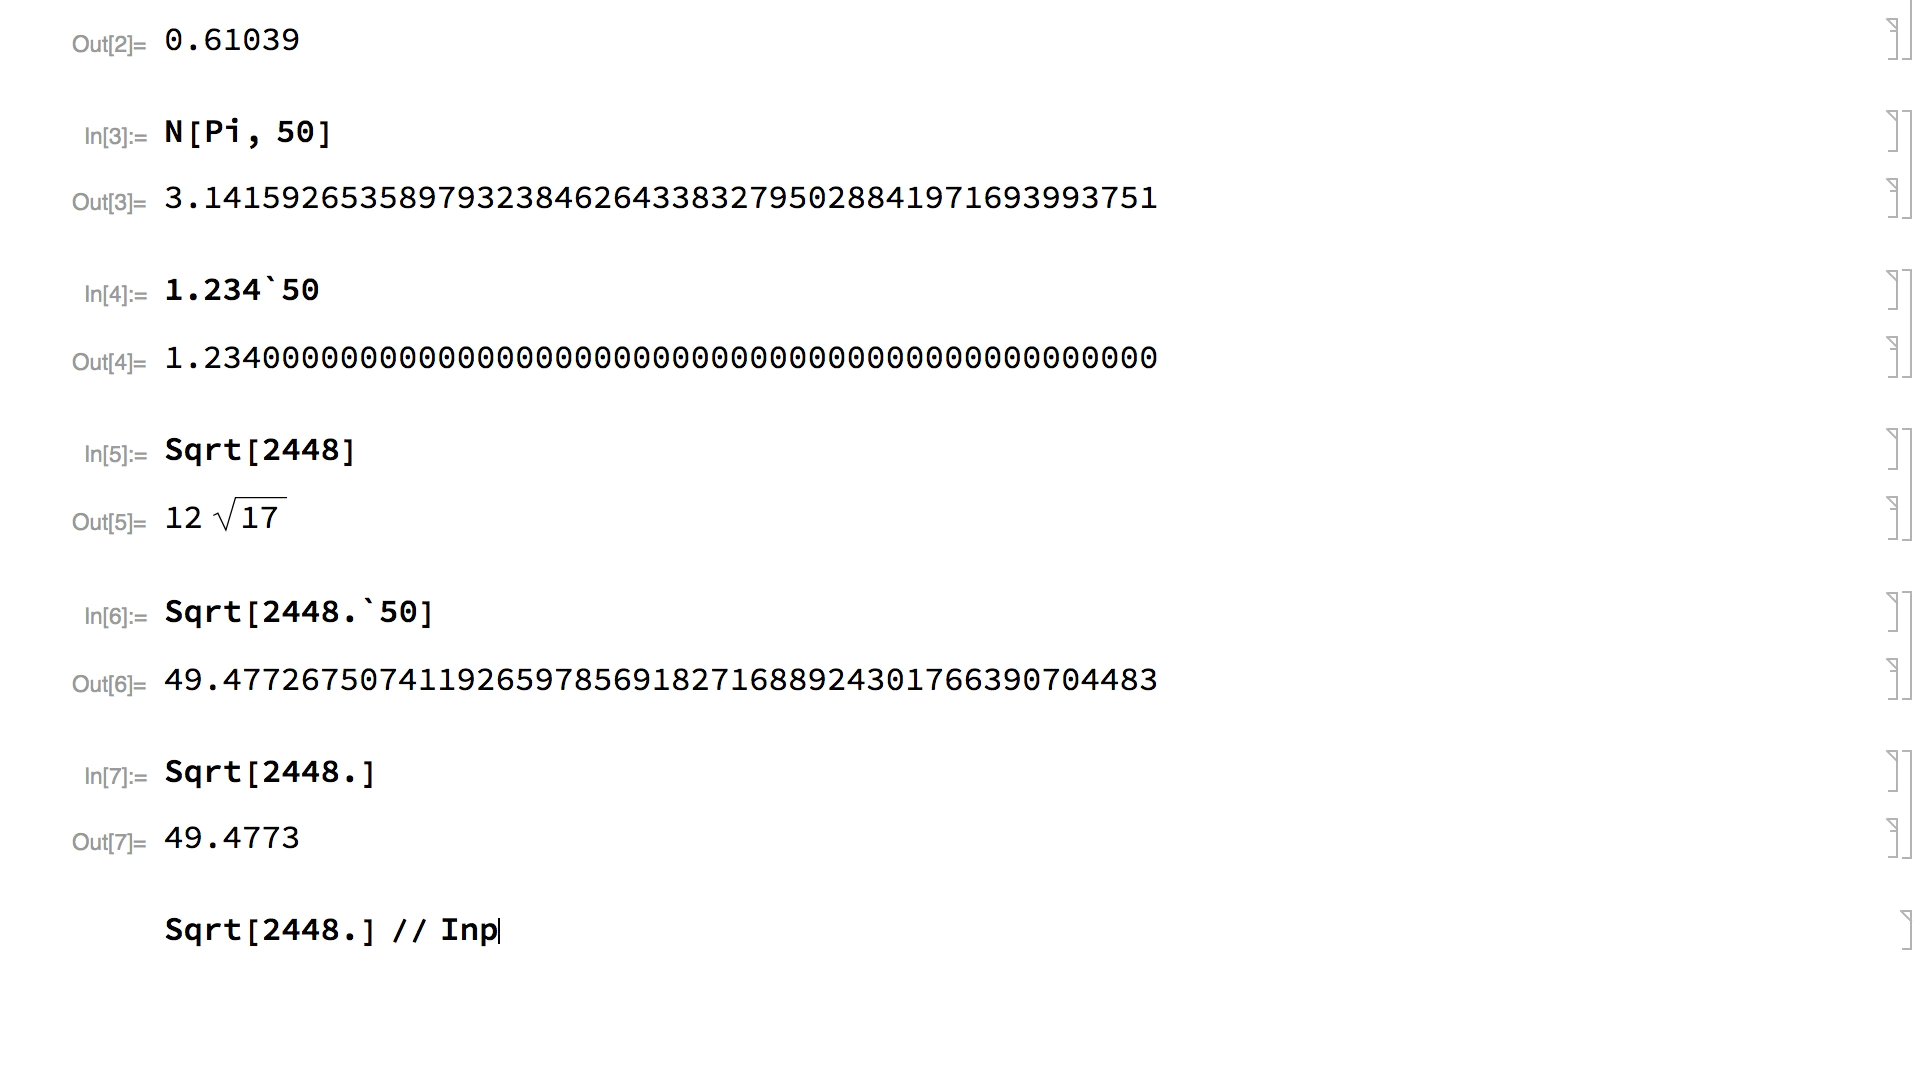 Out[2]= 0.61039
In[3]:= N[Pi, 50]
Out[3]= 3.1415926535897932384626433832795028841971693993751
In[4]:= 1.234`50
Out[4]= 1.2340000000000000000000000000000000000000000000000
In[5]:= Sqrt[2448]
Out[5]= 12 √17
In[6]:= Sqrt[2448.`50]
Out[6]= 49.477267507411926597856918271688924301766390704483
In[7]:= Sqrt[2448.]
Out[7]= 49.4773
Sqrt[2448.] // Inp